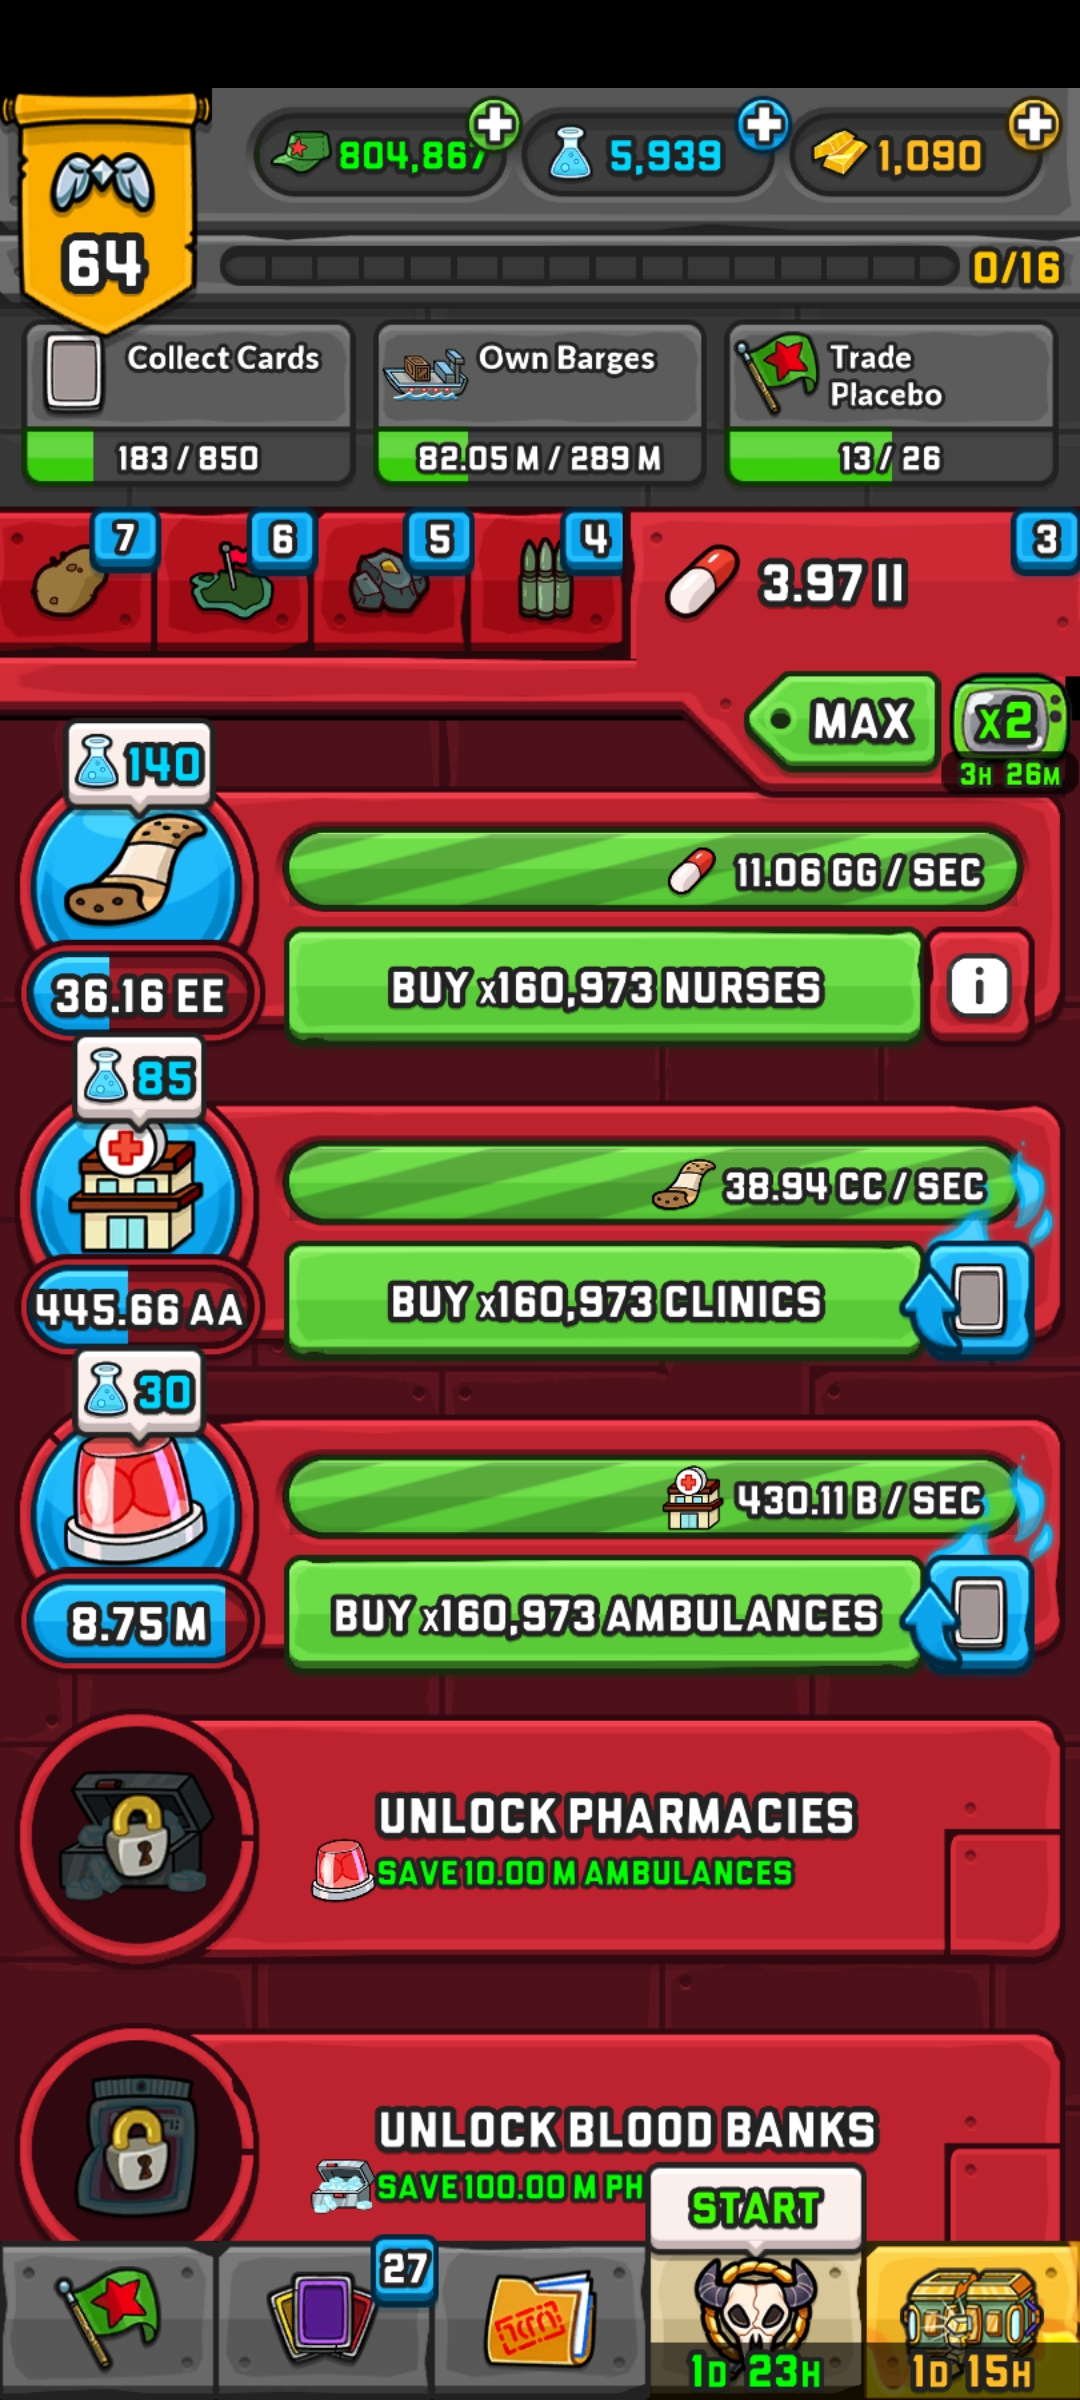 804,867
5,939
1,090
64
0/16
Collect Cards
183 / 850
Own Barges
82.05 M / 289 M
Trade
Placebo
13 / 26
7
6
5
4
3.97 II
3
MAX
x2
3H 26M
140
11.06 GG / SEC
36.16 EE
BUY x160,973 NURSES
i
85
38.94 CC / SEC
445.66 AA
BUY x160,973 CLINICS
30
430.11 B / SEC
8.75 M
BUY x160,973 AMBULANCES
UNLOCK PHARMACIES
SAVE 10.00 M AMBULANCES
UNLOCK BLOOD BANKS
SAVE 100.00 M PH
START
27
1D 23H
1D 15H